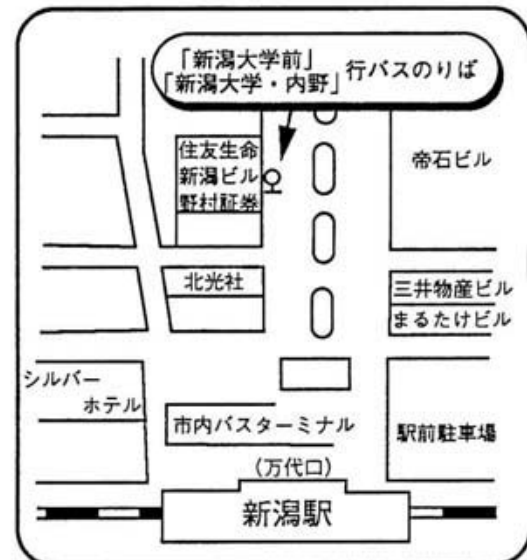 「新潟大学前」
「新潟大学・内野」行バスのりば
住友生命
新潟ビル
野村証券
帝石ビル
北光社
三井物産ビル
まるたけビル
シルバー
ホテル
市内バスターミナル
駅前駐車場
(万代口)
新潟駅